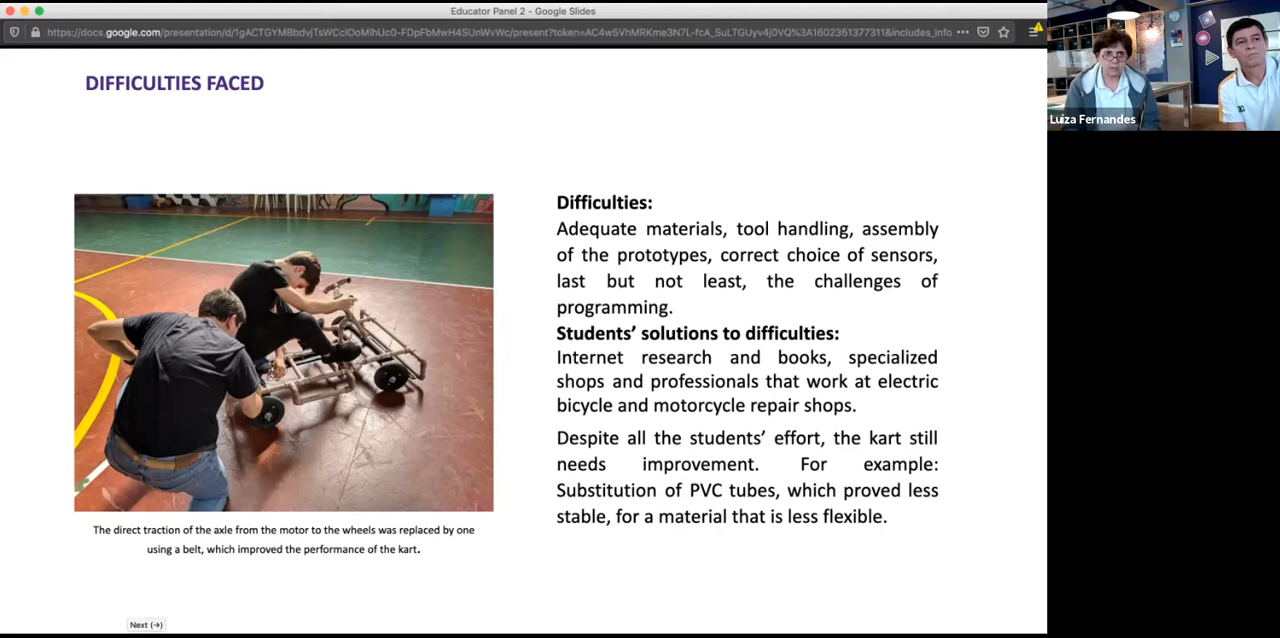 Educator Panel 2 - Google Slides
DIFFICULTIES FACED
Luiza Fernandes
Difficulties:
Adequate materials, tool handling, assembly
of the prototypes, correct choice of sensors,
last but not least, the challenges of
programming.
Students’ solutions to difficulties:
Internet research and books, specialized
shops and professionals that work at electric
bicycle and motorcycle repair shops.
Despite all the students’ effort, the kart still
needs improvement. For example:
Substitution of PVC tubes, which proved less
stable, for a material that is less flexible.
The direct traction of the axle from the motor to the wheels was replaced by one
using a belt, which improved the performance of the kart.
Next (→)